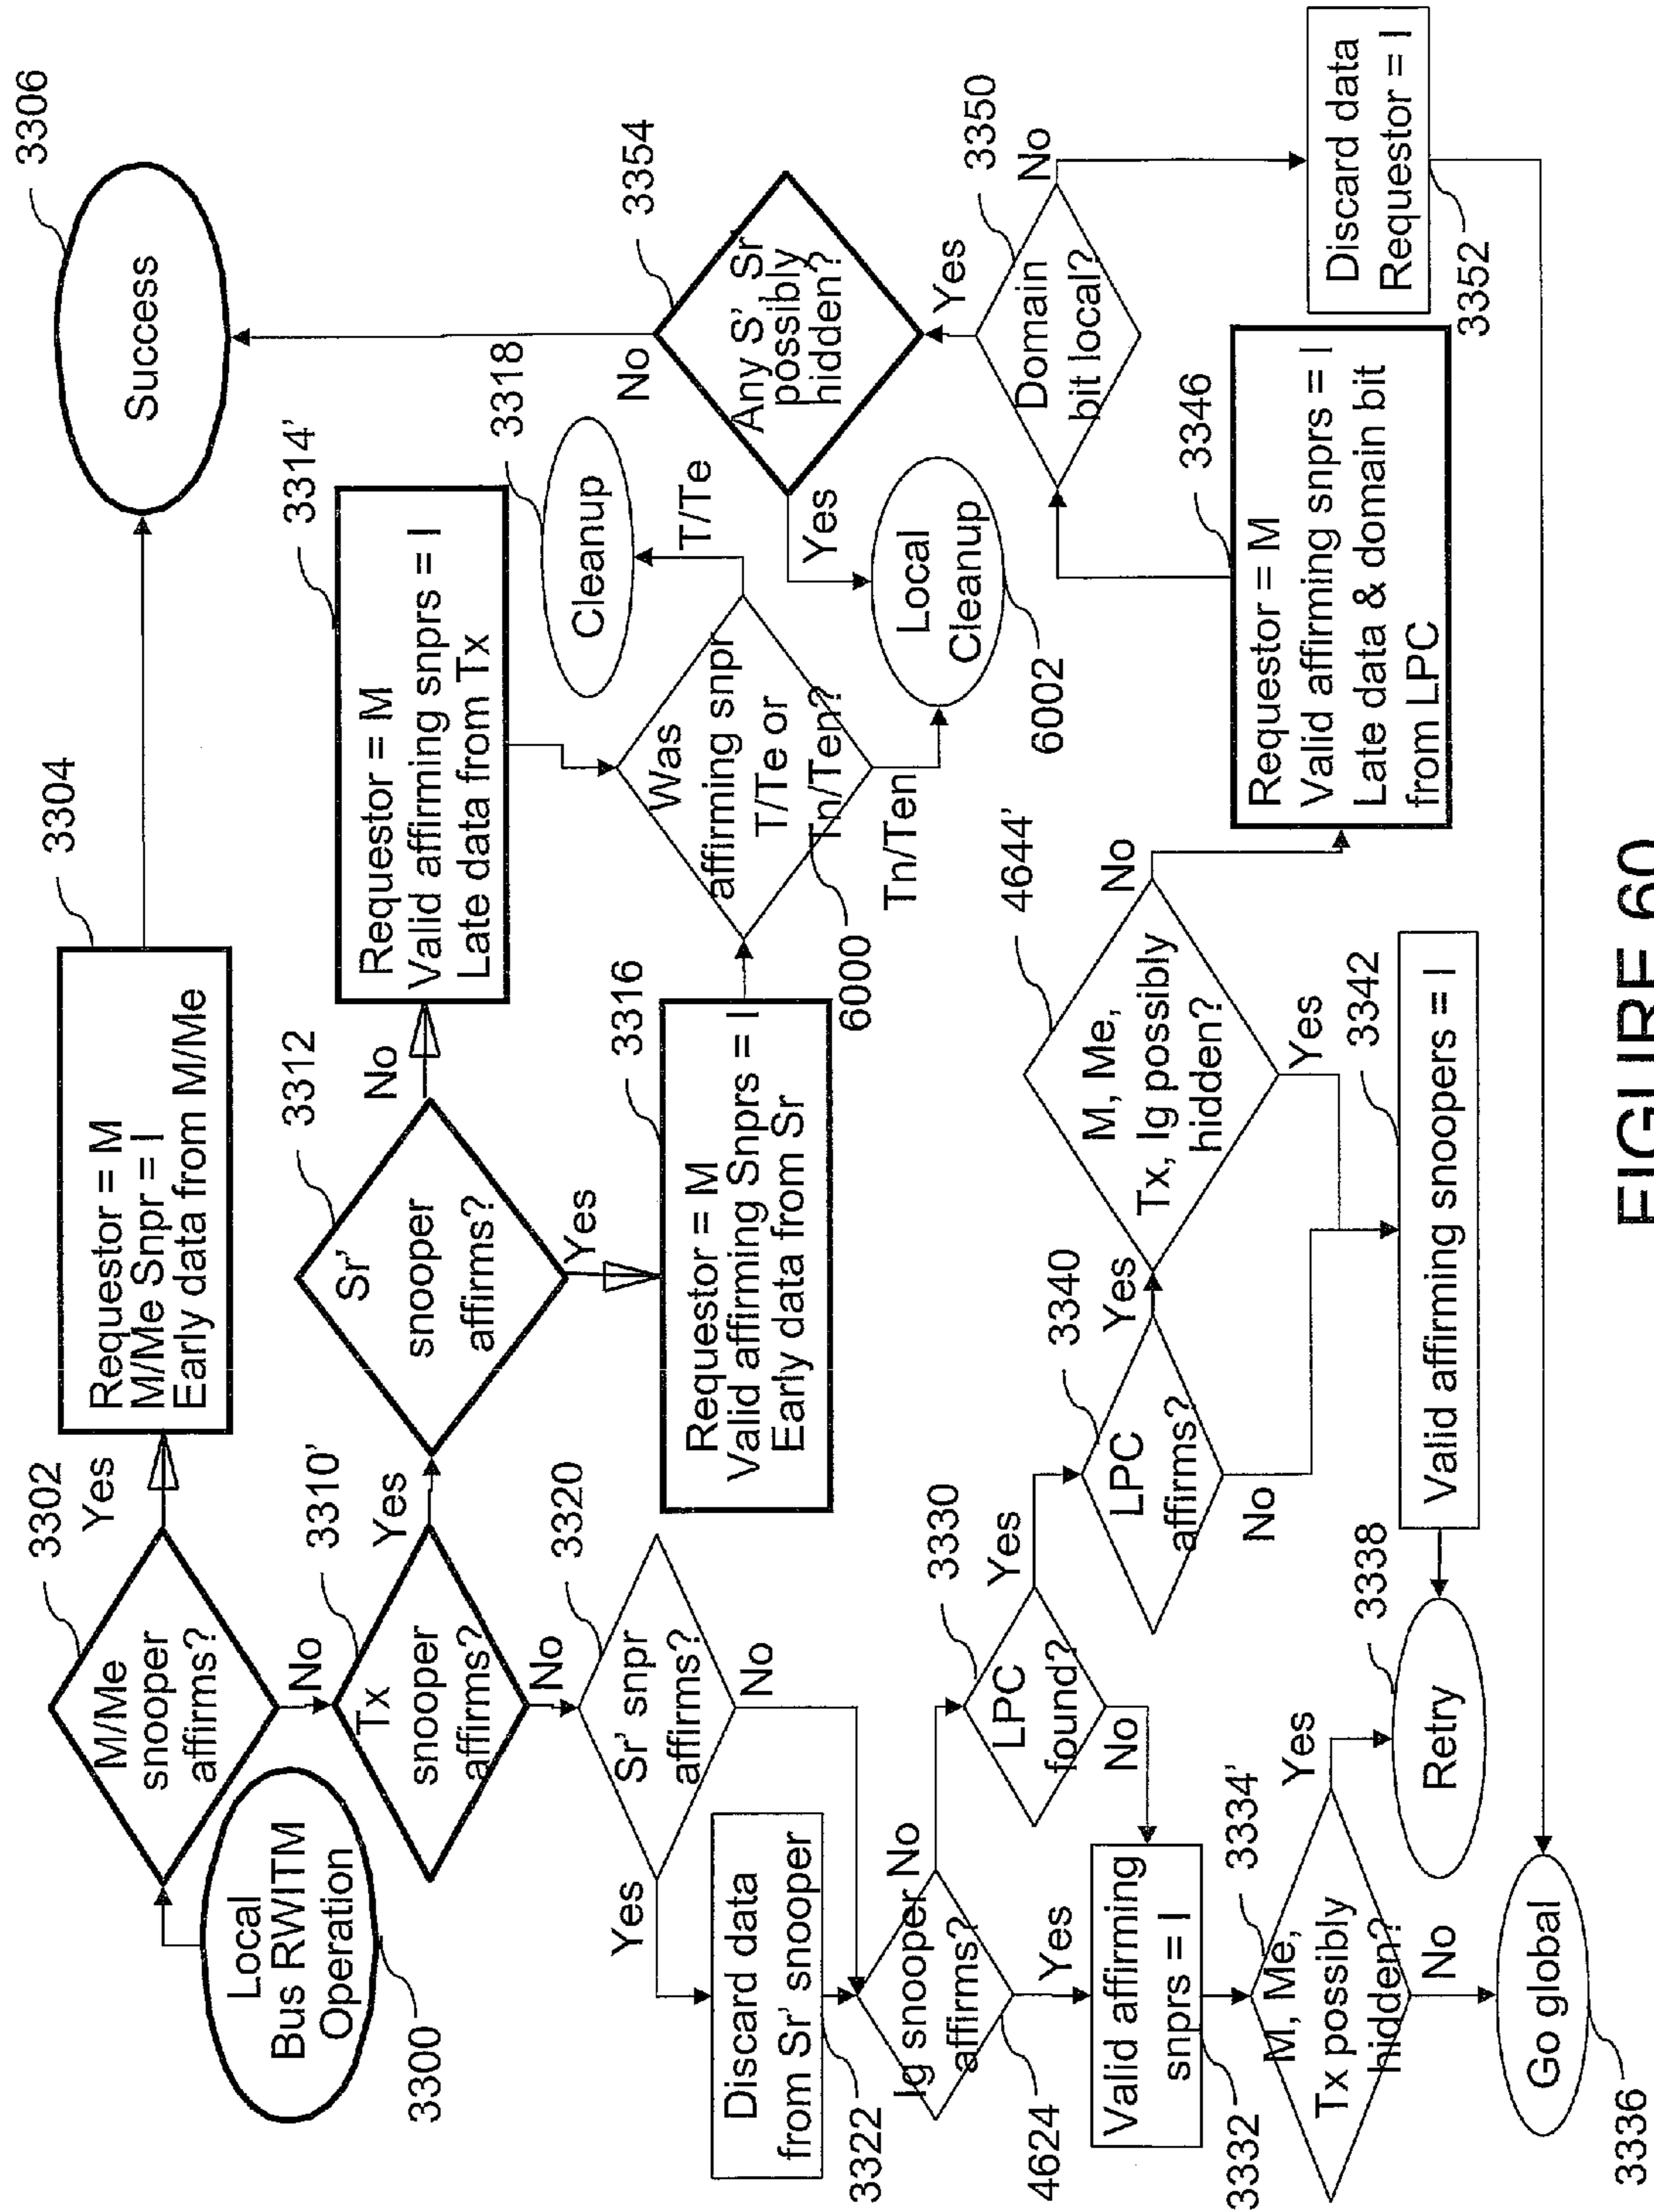 Local
Bus RWITM
Operation
3300
M/Me
snooper
affirms?
3302
Yes
No
Requestor = M
M/Me Snpr = I
Early data from M/Me
3304
Success
3306
Tx
snooper
affirms?
3310'
Yes
No
Sr'
snooper
affirms?
3312
No
Yes
Requestor = M
Valid affirming snprs = I
Late data from Tx
3314'
Requestor = M
Valid affirming Snprs = I
Early data from Sr
3316
Was
affirming snpr
T/Te or
Tn/Ten?
6000
T/Te
Tn/Ten
Cleanup
3318
Local
Cleanup
6002
Any S' Sr
possibly
hidden?
3354
No
Yes
Sr' snpr
affirms?
3320
Yes
No
Discard data
from Sr' snooper
3322
Ig snooper
affirms?
4624
No
Yes
LPC
found?
3330
Yes
No
LPC
affirms?
3340
Yes
No
M, Me,
Tx, Ig possibly
hidden?
4644'
No
Yes
Requestor = M
Valid affirming snprs = I
Late data & domain bit
from LPC
3346
Domain
bit local?
3350
Yes
No
Discard data
Requestor = I
3352
Valid affirming
snprs = I
3332
M, Me,
Tx possibly
hidden?
3334'
Yes
No
Valid affirming snoopers = I
3342
Retry
3338
Go global
3336
FIGURE 60